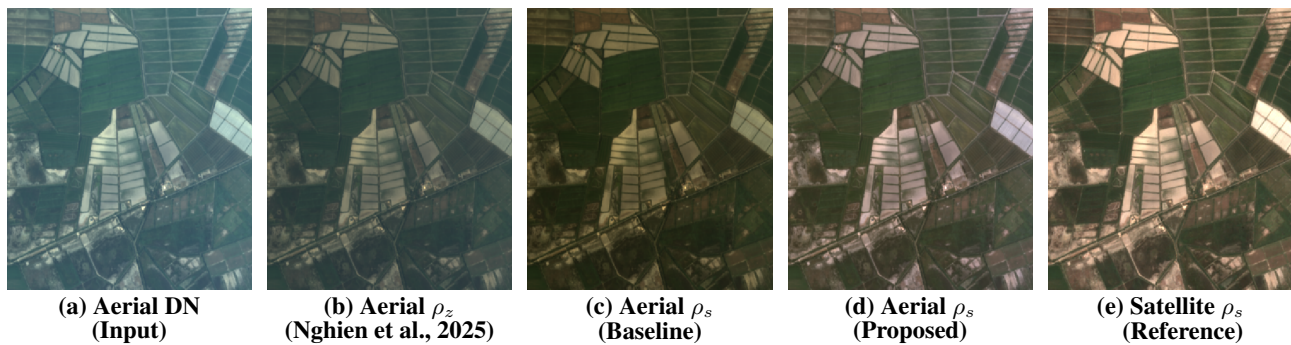 (a) Aerial DN
(Input)
(b) Aerial ρz
(Nghien et al., 2025)
(c) Aerial ρs
(Baseline)
(d) Aerial ρs
(Proposed)
(e) Satellite ρs
(Reference)